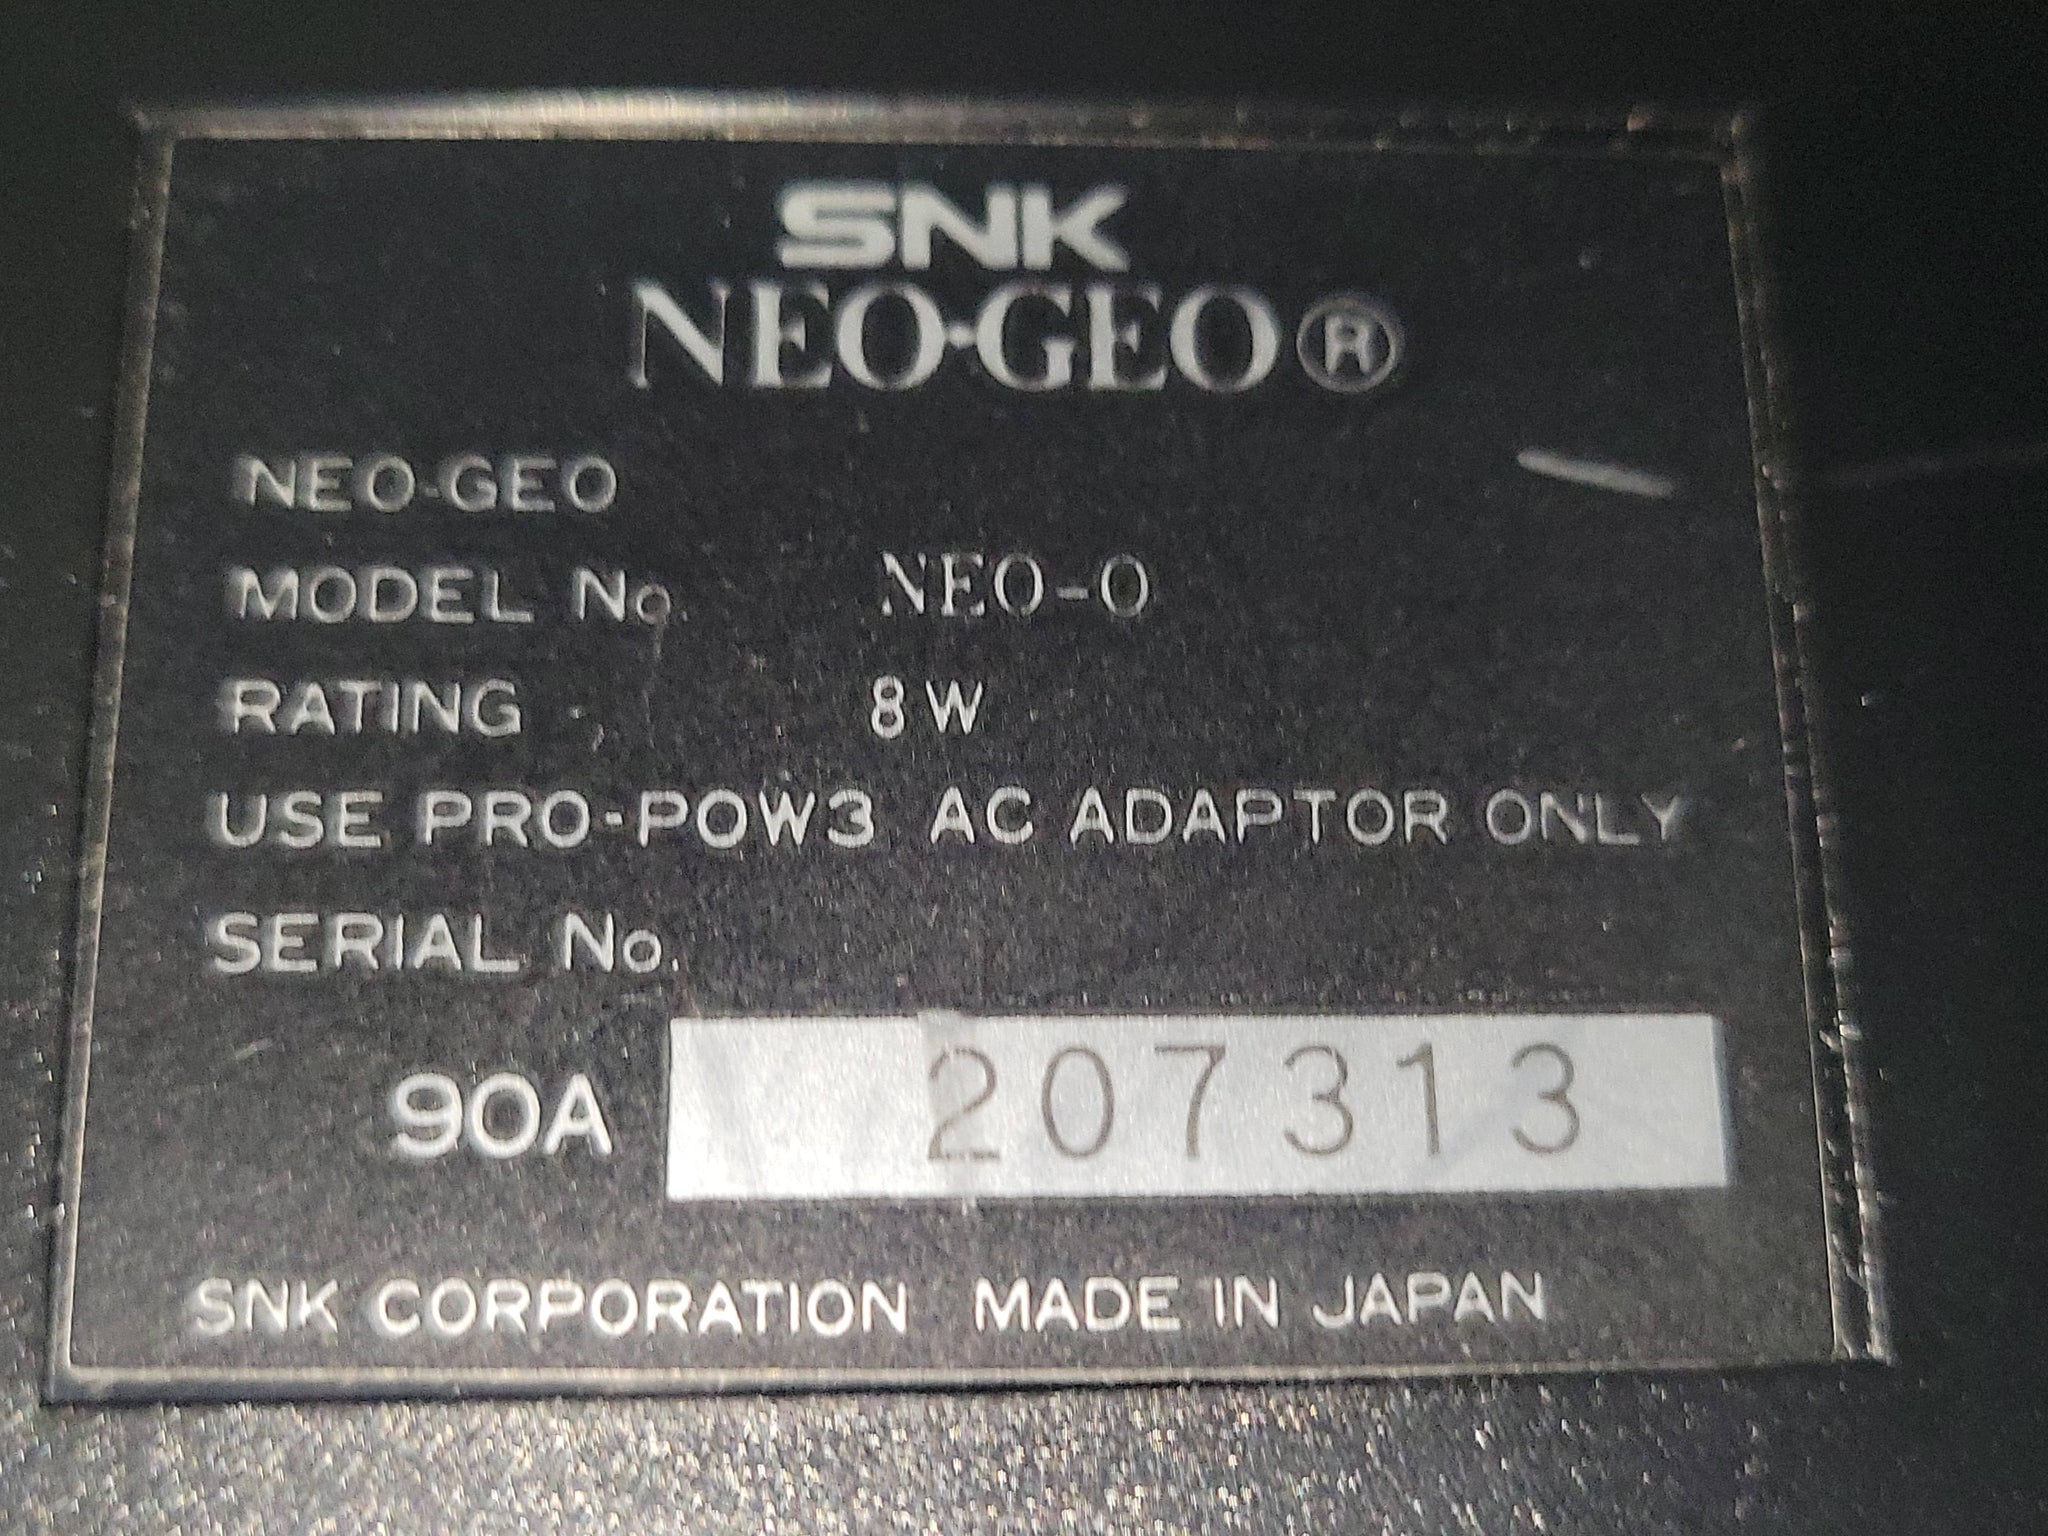 SNK
NEO·GEO®
NEO-GEO
MODEL No. NEO-O
RATING 8W
USE PRO-POW3 AC ADAPTOR ONLY
SERIAL No.
90A 207313
SNK CORPORATION MADE IN JAPAN